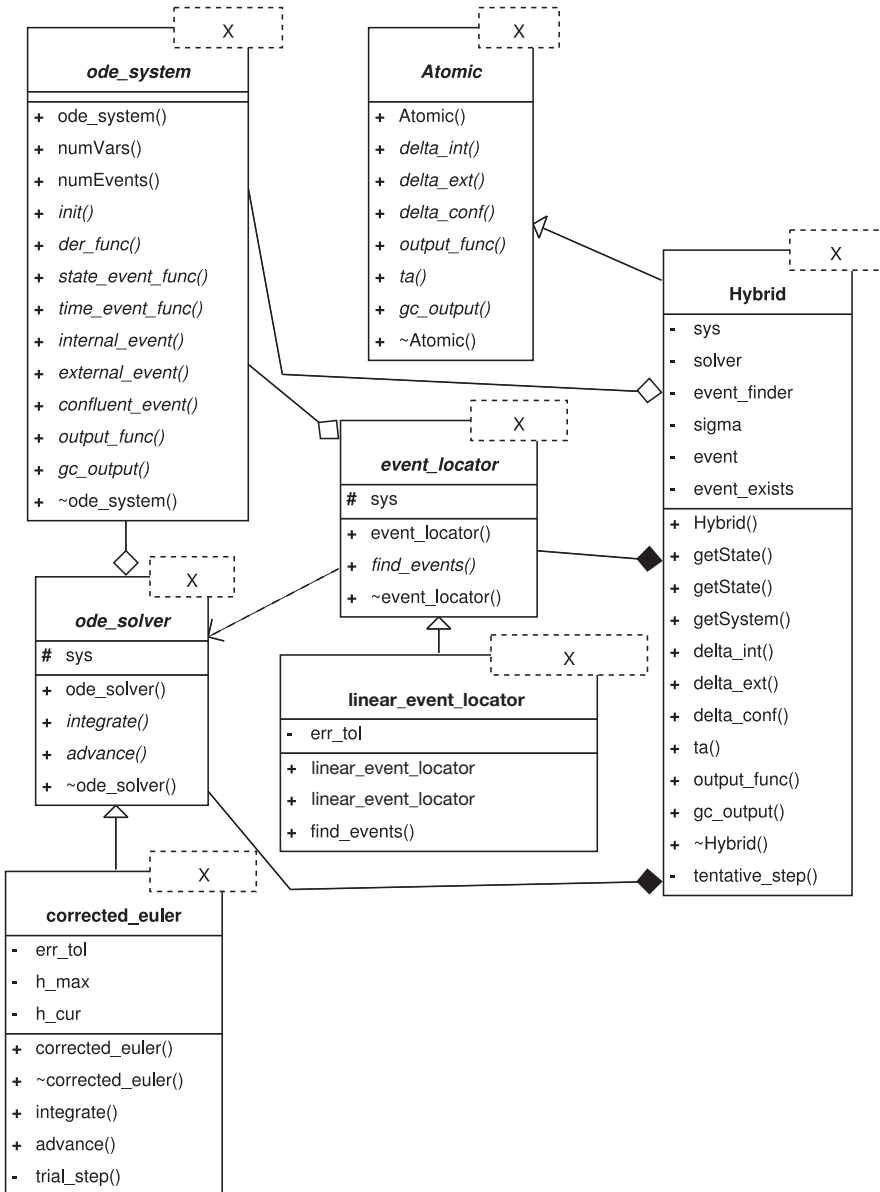 X
ode_system
+ ode_system()
+ numVars()
+ numEvents()
+ init()
+ der_func()
+ state_event_func()
+ time_event_func()
+ internal_event()
+ external_event()
+ confluent_event()
+ output_func()
+ gc_output()
+ ~ode_system()
X
Atomic
+ Atomic()
+ delta_int()
+ delta_ext()
+ delta_conf()
+ output_func()
+ ta()
+ gc_output()
+ ~Atomic()
X
Hybrid
- sys
- solver
- event_finder
- sigma
- event
- event_exists
+ Hybrid()
+ getState()
+ getState()
+ getSystem()
+ delta_int()
+ delta_ext()
+ delta_conf()
+ ta()
+ output_func()
+ gc_output()
+ ~Hybrid()
- tentative_step()
X
event_locator
# sys
+ event_locator()
+ find_events()
+ ~event_locator()
X
ode_solver
# sys
+ ode_solver()
+ integrate()
+ advance()
+ ~ode_solver()
X
linear_event_locator
- err_tol
+ linear_event_locator
+ linear_event_locator
+ find_events()
X
corrected_euler
- err_tol
- h_max
- h_cur
+ corrected_euler()
+ ~corrected_euler()
+ integrate()
+ advance()
- trial_step()